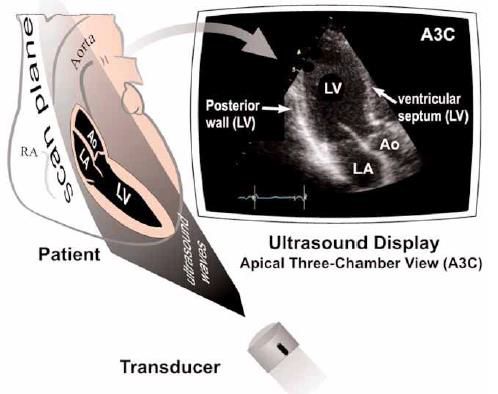 scan plane
Aorta
RA
Ao
LA
LV
ultrasound
waves
Patient
Transducer
A3C
LV
Posterior
wall (LV)
ventricular
septum (LV)
Ao
LA
Ultrasound Display
Apical Three-Chamber View (A3C)